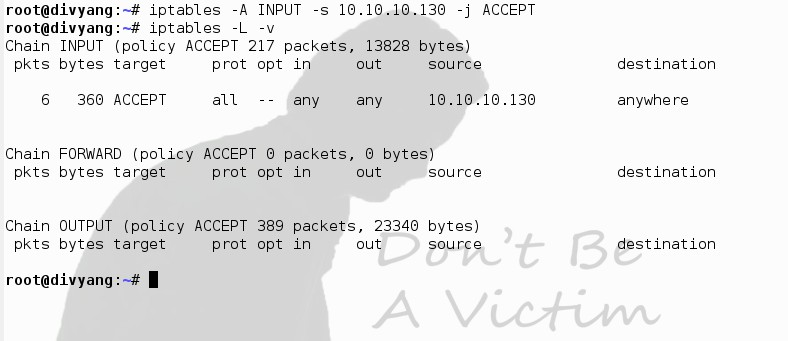 root@divyang:~# iptables -A INPUT -s 10.10.10.130 -j ACCEPT
root@divyang:~# iptables -L -v
Chain INPUT (policy ACCEPT 217 packets, 13828 bytes)
 pkts bytes target     prot opt in     out     source               destination
    6   360 ACCEPT     all  --  any    any     10.10.10.130         anywhere
Chain FORWARD (policy ACCEPT 0 packets, 0 bytes)
 pkts bytes target     prot opt in     out     source               destination
Chain OUTPUT (policy ACCEPT 389 packets, 23340 bytes)
 pkts bytes target     prot opt in     out     source               destination
root@divyang:~#
Don't Be
A Victim